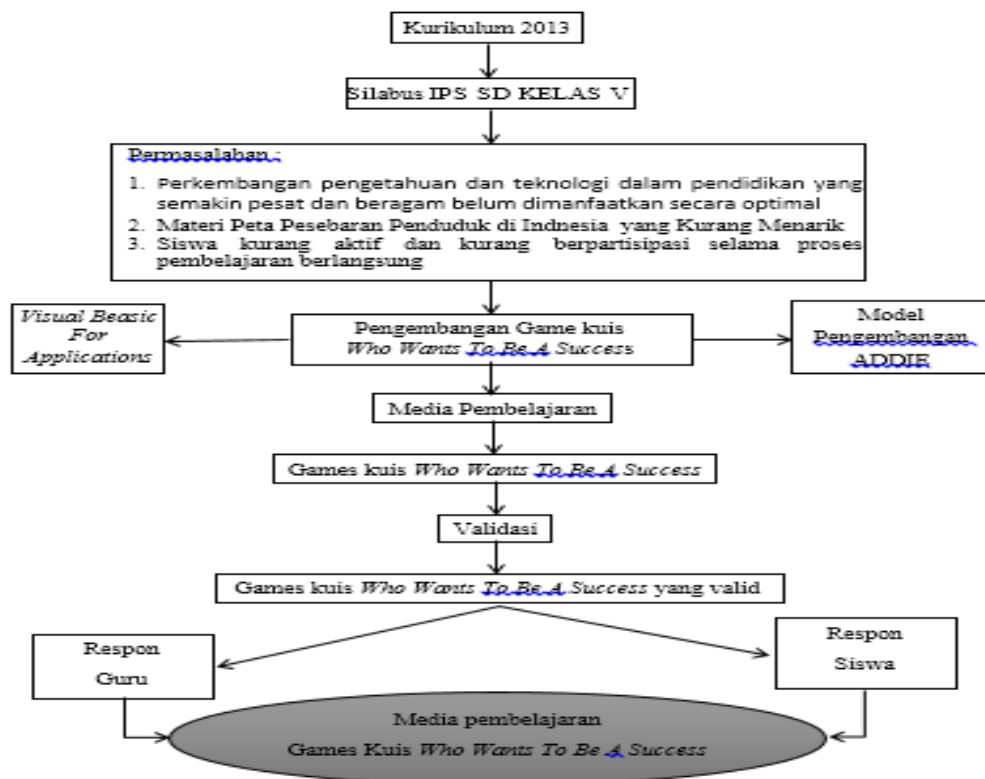 Kurikulum 2013
Silabus IPS SD KELAS V
Permasalahan :
1. Perkembangan pengetahuan dan teknologi dalam pendidikan yang
semakin pesat dan beragam belum dimanfaatkan secara optimal
2. Materi Peta Pesebaran Penduduk di Indnesia yang Kurang Menarik
3. Siswa kurang aktif dan kurang berpartisipasi selama proses
pembelajaran berlangsung
Visual Beasic
For
Applications
Pengembangan Game kuis
Who Wants To Be A Success
Model
Pengembangan
ADDIE
Media Pembelajaran
Games kuis Who Wants To Be A Success
Validasi
Games kuis Who Wants To Be A Success yang valid
Respon
Guru
Respon
Siswa
Media pembelajaran
Games Kuis Who Wants To Be A Success